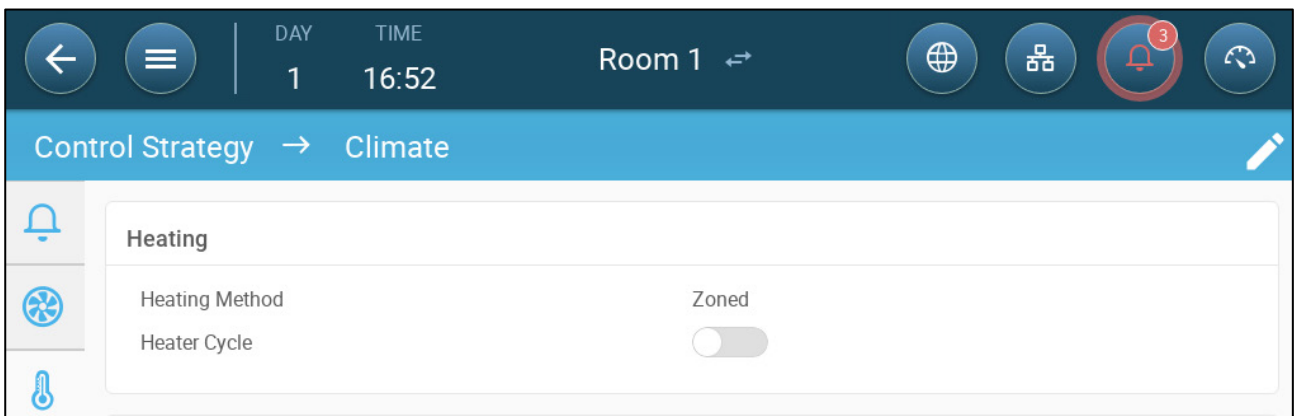 DAY TIME
1 16:52
Room 1
3
Control Strategy → Climate
Heating
Heating Method Zoned
Heater Cycle